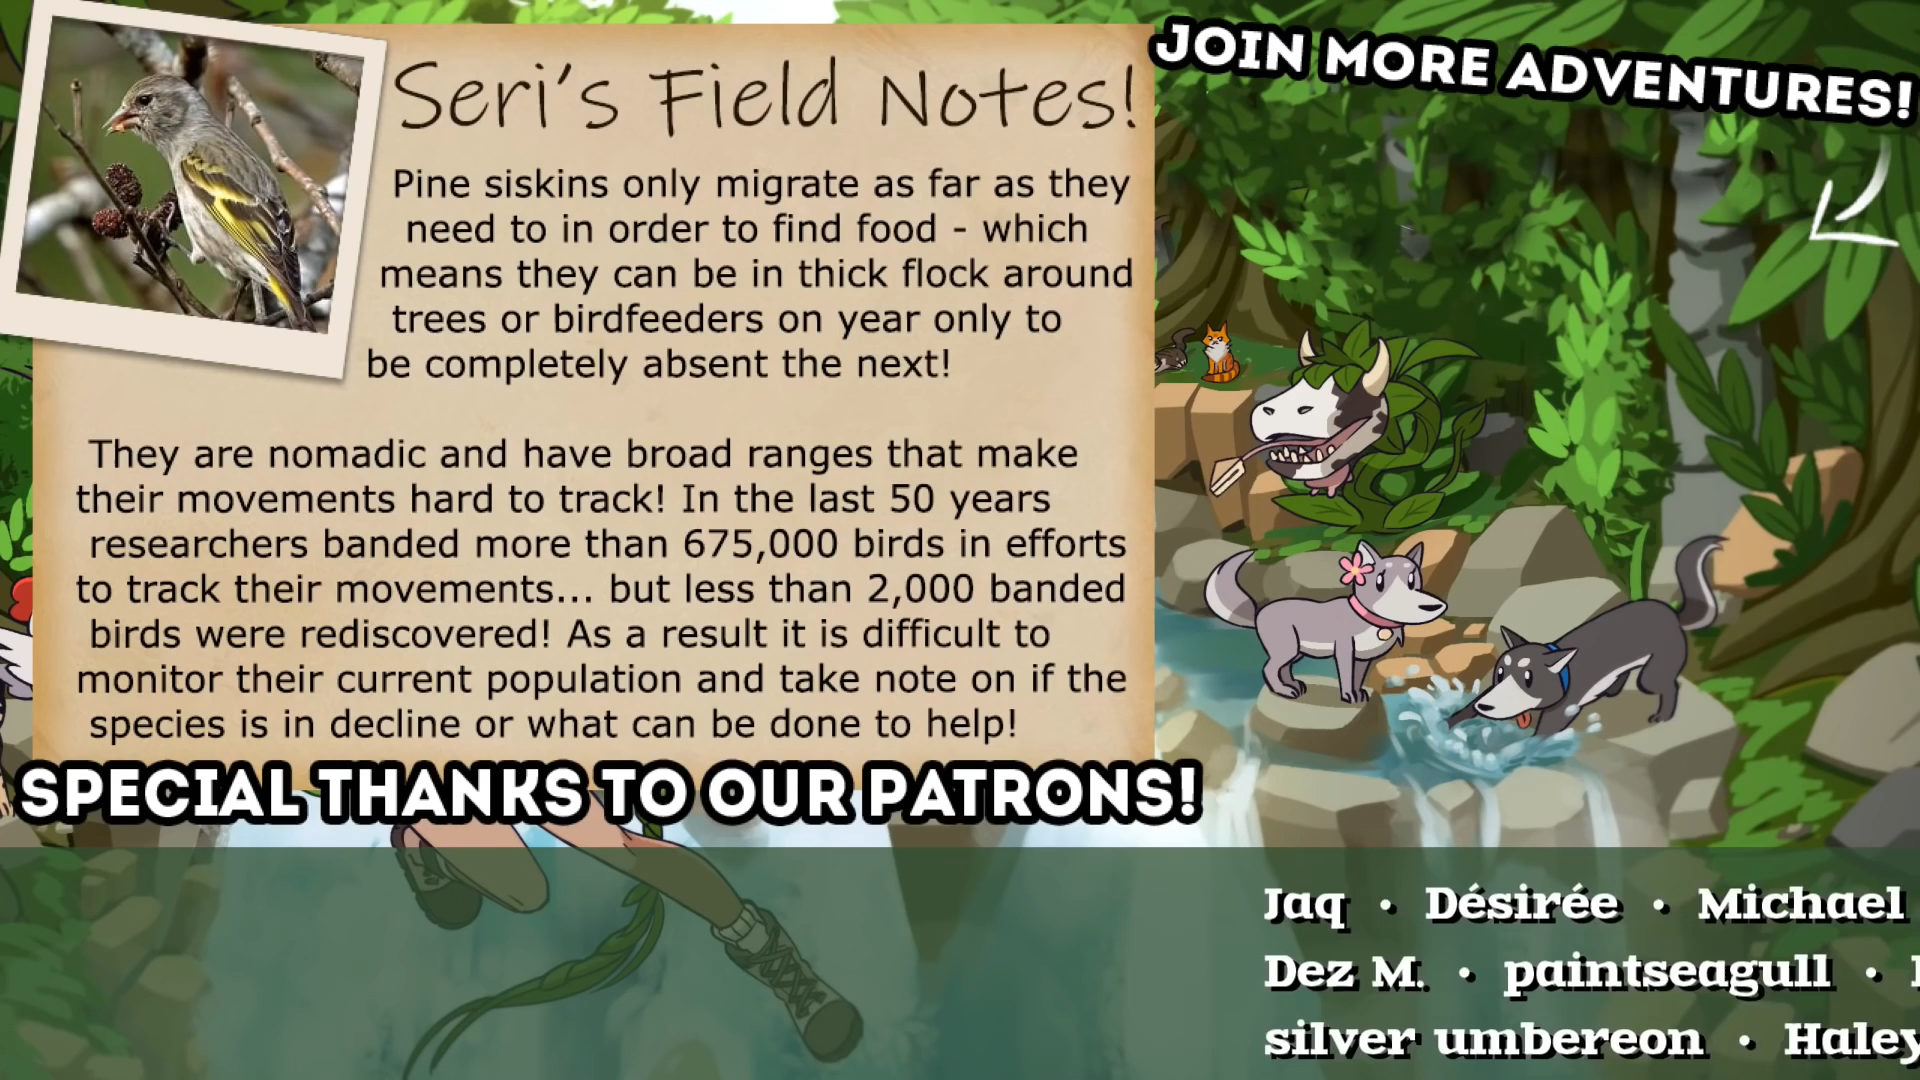 Seri's Field Notes!
Pine siskins only migrate as far as they
need to in order to find food - which
means they can be in thick flock around
trees or birdfeeders on year only to
be completely absent the next!
They are nomadic and have broad ranges that make
their movements hard to track! In the last 50 years
researchers banded more than 675,000 birds in efforts
to track their movements... but less than 2,000 banded
birds were rediscovered! As a result it is difficult to
monitor their current population and take note on if the
species is in decline or what can be done to help!
JOIN MORE ADVENTURES!
SPECIAL THANKS TO OUR PATRONS!
Jaq • Désirée • Michael
Dez M. • paintseagull •
silver umbereon • Haley